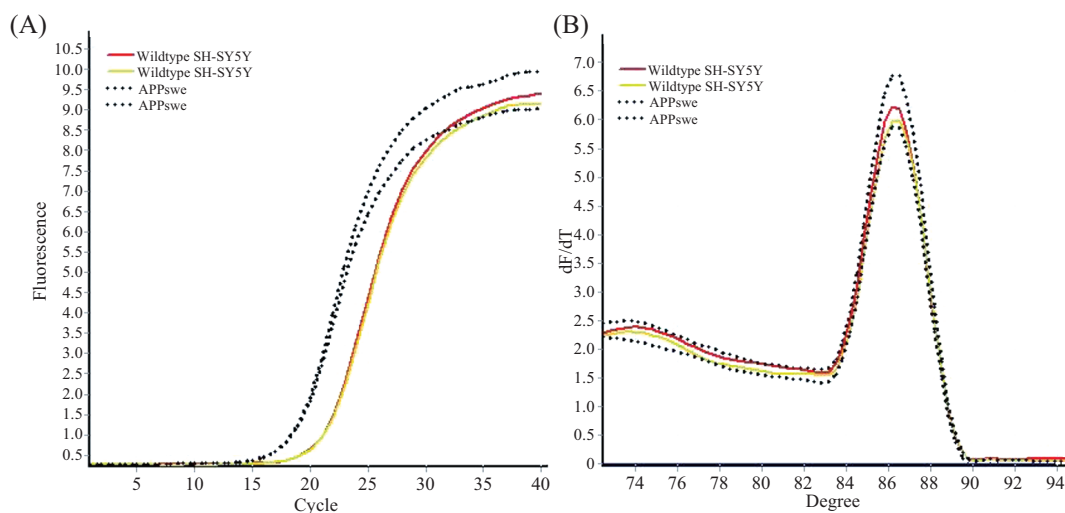 (A)
10.5
10.0
9.5
9.0
8.5
8.0
7.5
7.0
6.5
6.0
5.5
5.0
4.5
4.0
3.5
3.0
2.5
2.0
1.5
1.0
0.5
Fluorescence
Wildtype SH-SY5Y
Wildtype SH-SY5Y
APPswe
APPswe
5 10 15 20 25 30 35 40
Cycle
(B)
7.0
6.5
6.0
5.5
5.0
4.5
4.0
3.5
3.0
2.5
2.0
1.5
1.0
0.5
0
dF/dT
Wildtype SH-SY5Y
Wildtype SH-SY5Y
APPswe
APPswe
74 76 78 80 82 84 86 88 90 92 94
Degree